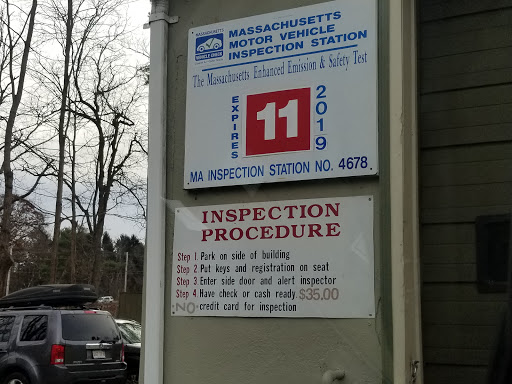 MASSACHUSETTS
VEHICLE CHECK
MASSACHUSETTS
MOTOR VEHICLE
INSPECTION STATION
The Massachusetts Enhanced Emission & Safety Test
EXPIRES
11
2019
MA INSPECTION STATION NO. 4678
INSPECTION
PROCEDURE
Step 1 Park on side of building
Step 2 Put keys and registration on seat
Step 3 Enter side door and alert inspector
Step 4 Have check or cash ready $35.00
NO credit card for inspection